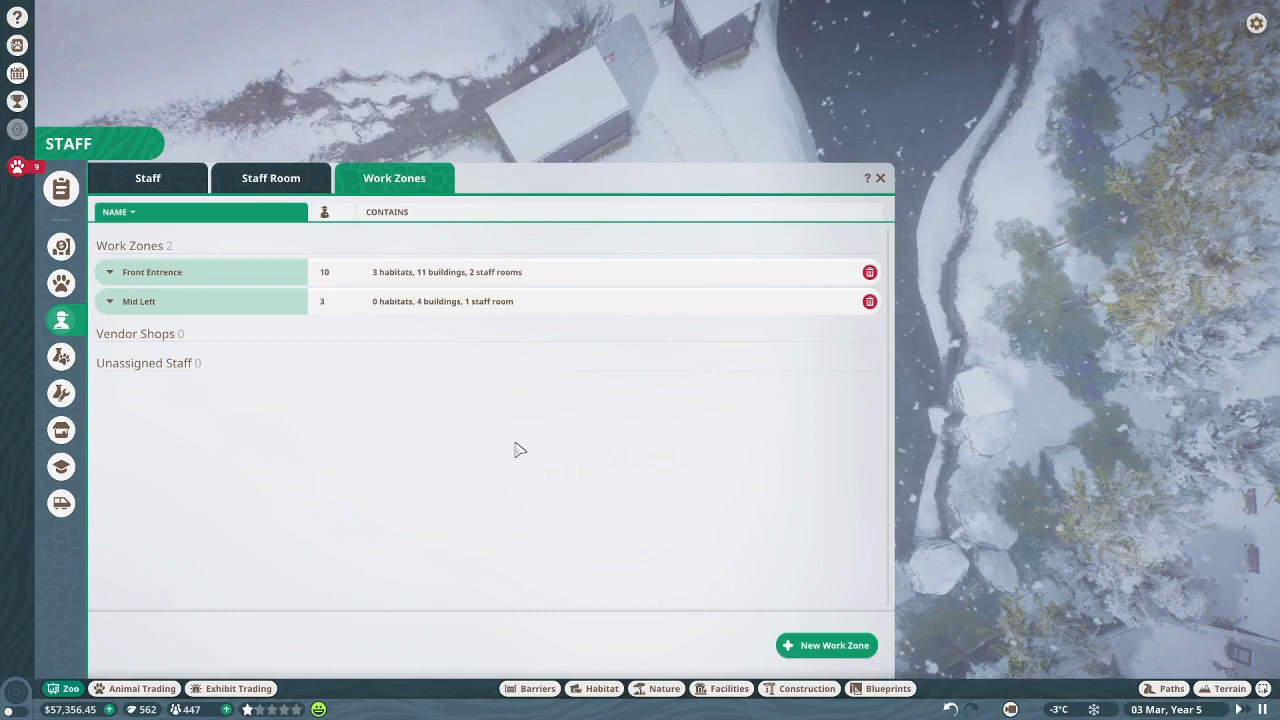 STAFF
9
Staff
Staff Room
Work Zones
? ×
NAME
CONTAINS
Work Zones 2
Front Entrence 10 3 habitats, 11 buildings, 2 staff rooms
Mid Left 3 0 habitats, 4 buildings, 1 staff room
Vendor Shops 0
Unassigned Staff 0
+ New Work Zone
Zoo
Animal Trading
Exhibit Trading
Barriers
Habitat
Nature
Facilities
Construction
Blueprints
Paths
Terrain
$57,356.45
562
447
-3°C
03 Mar, Year 5